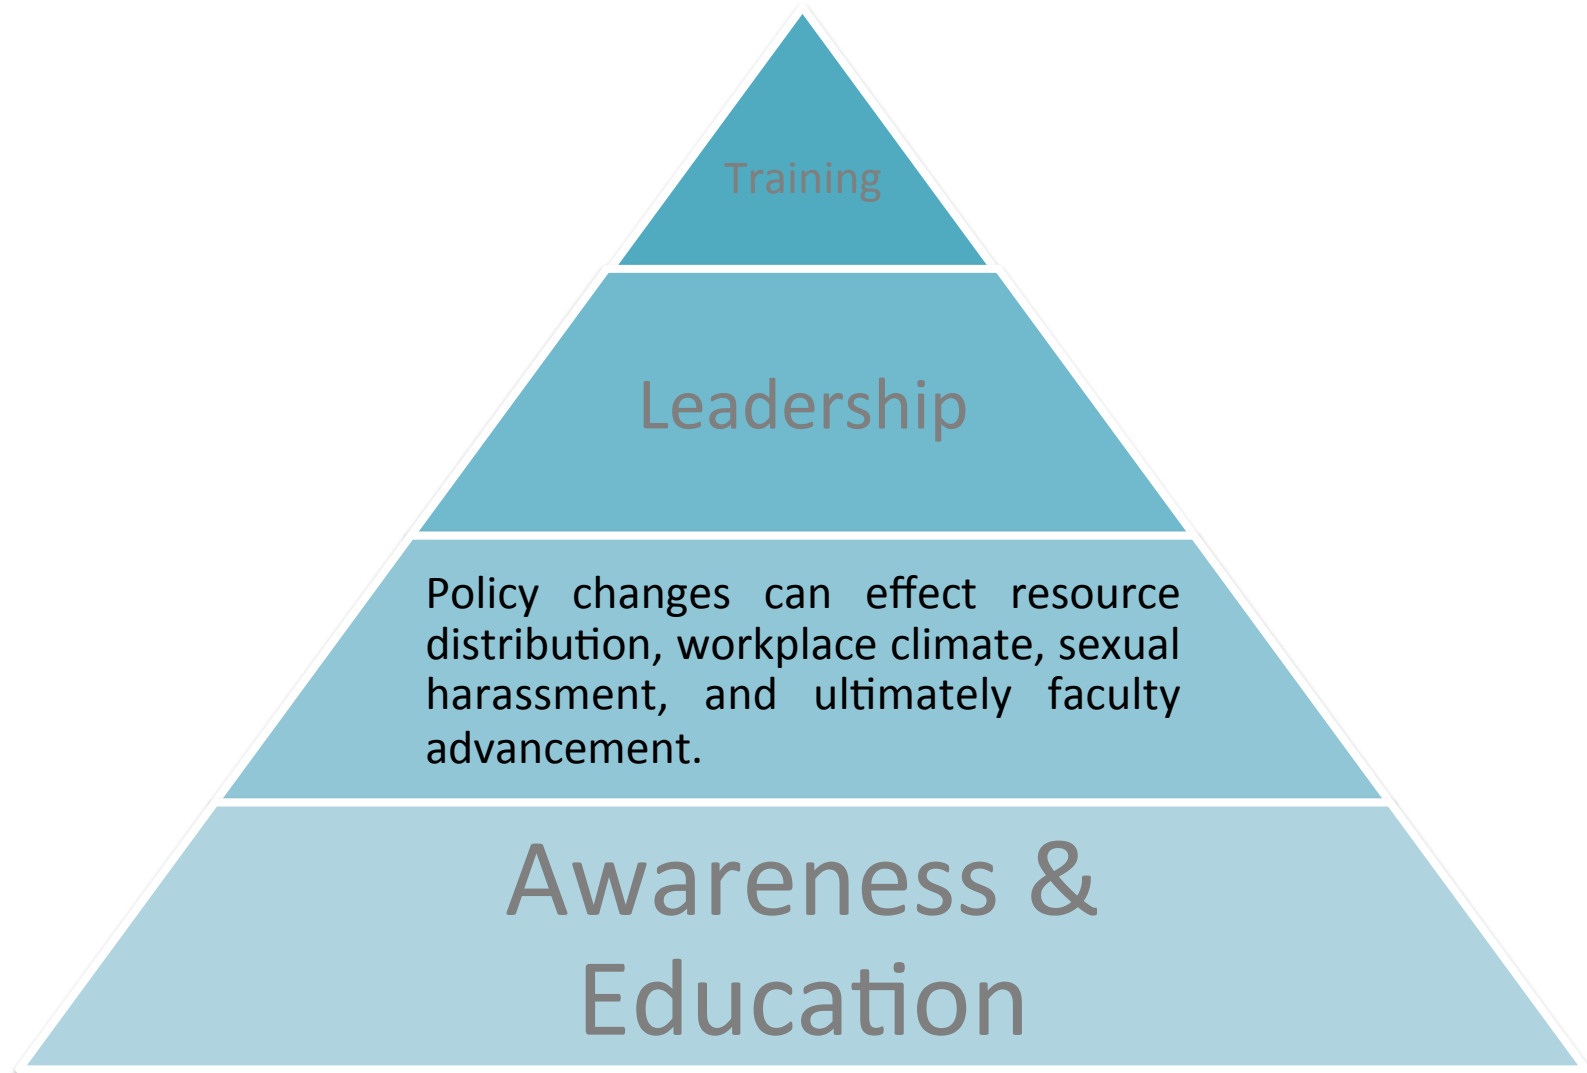 Training
Leadership
Policy changes can effect resource
distribution, workplace climate, sexual
harassment, and ultimately faculty
advancement.
Awareness &
Education